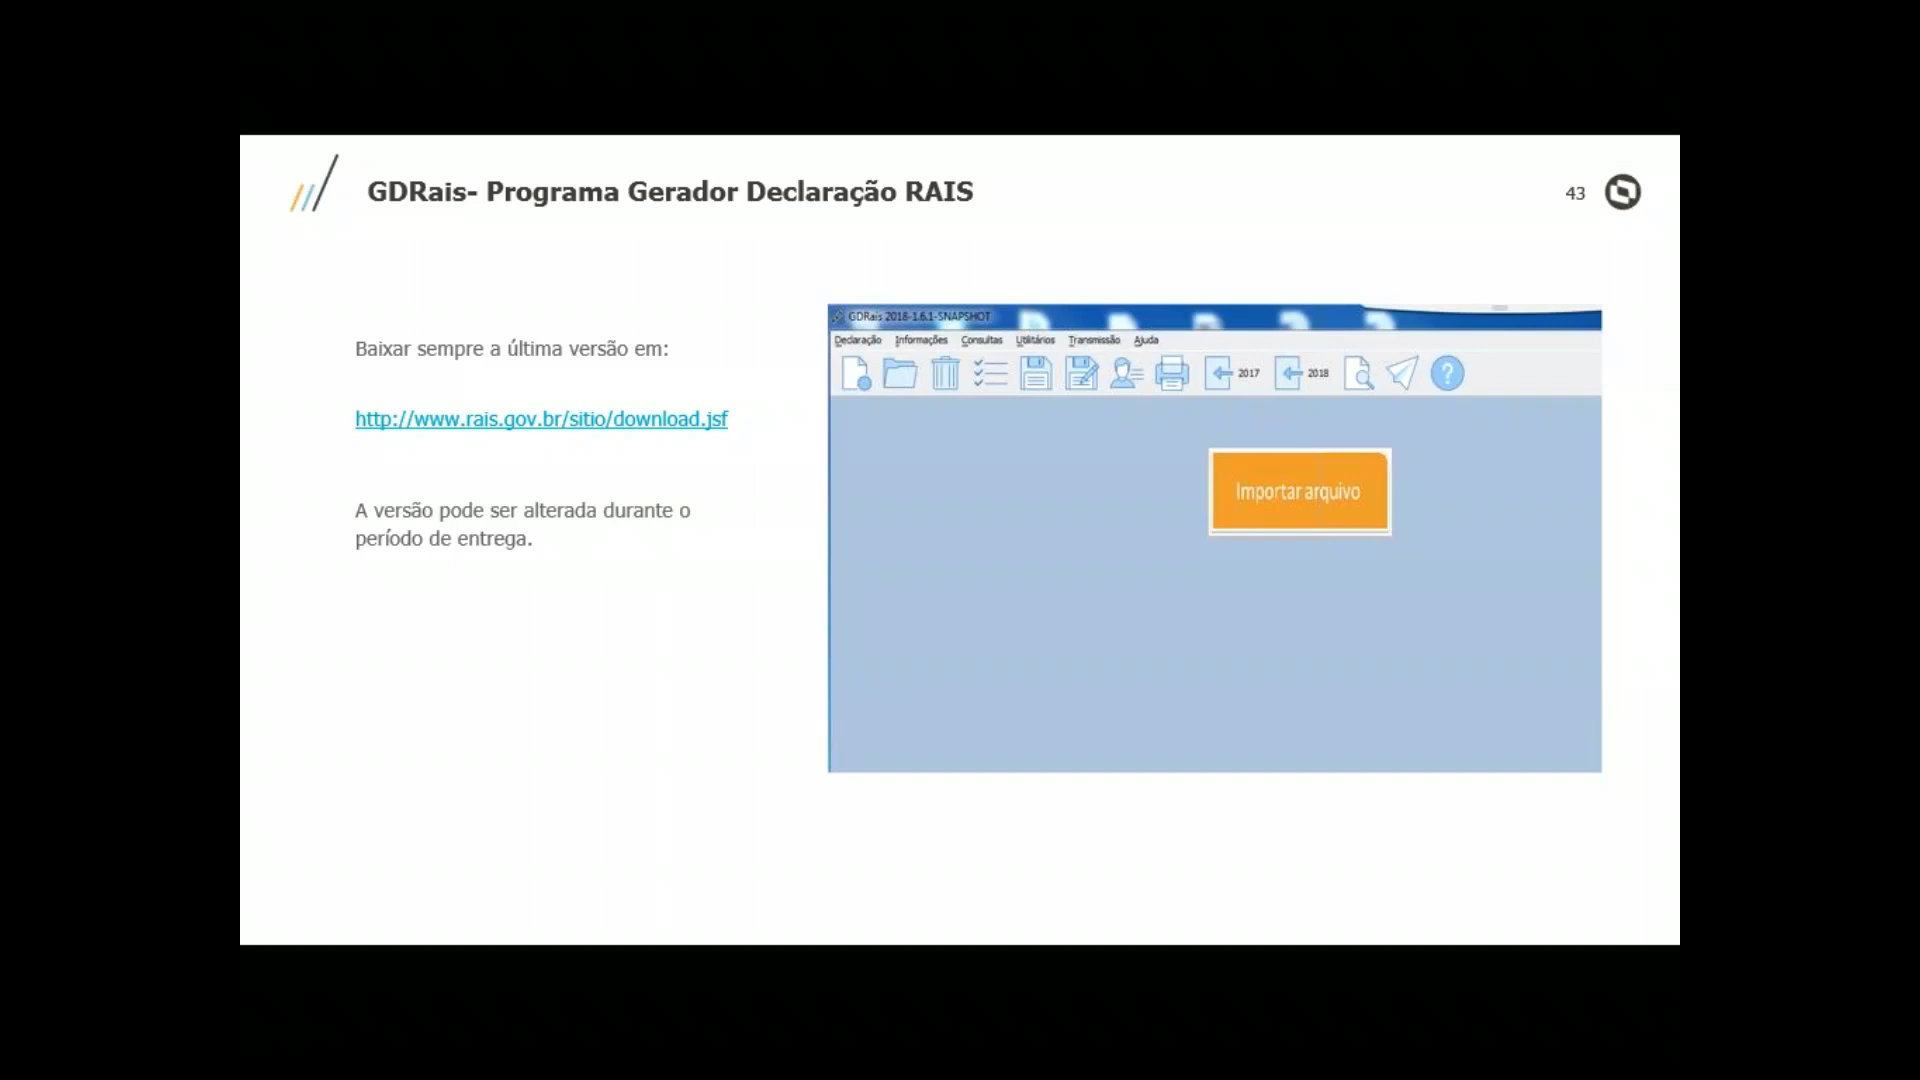 GDRais- Programa Gerador Declaração RAIS
43
Baixar sempre a última versão em:
http://www.rais.gov.br/sitio/download.jsf
A versão pode ser alterada durante o
período de entrega.
GDRais 2018-1.6.1-SNAPSHOT
Declaração Informações Consultas Utilitários Transmissão Ajuda
2017 2018 ?
Importar arquivo